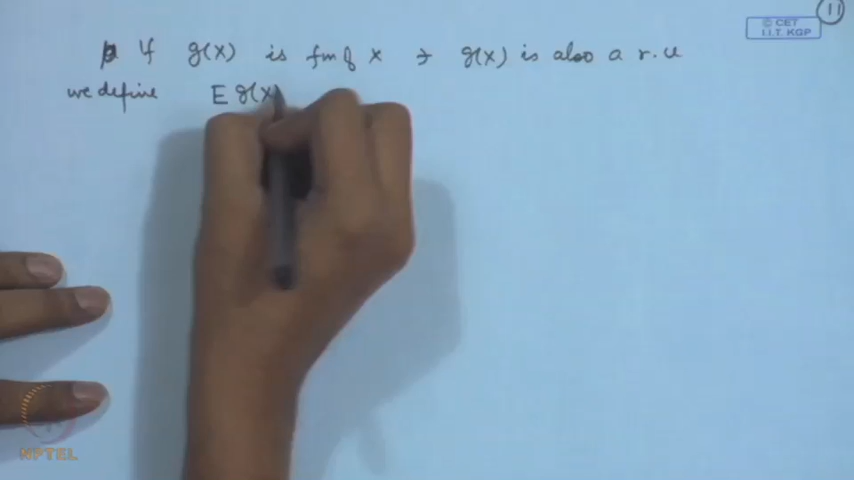 11
© CET
I.I.T. KGP
If g(x) is fn of x ∋ g(x) is also a r.u
we define E g(x)
NPTEL